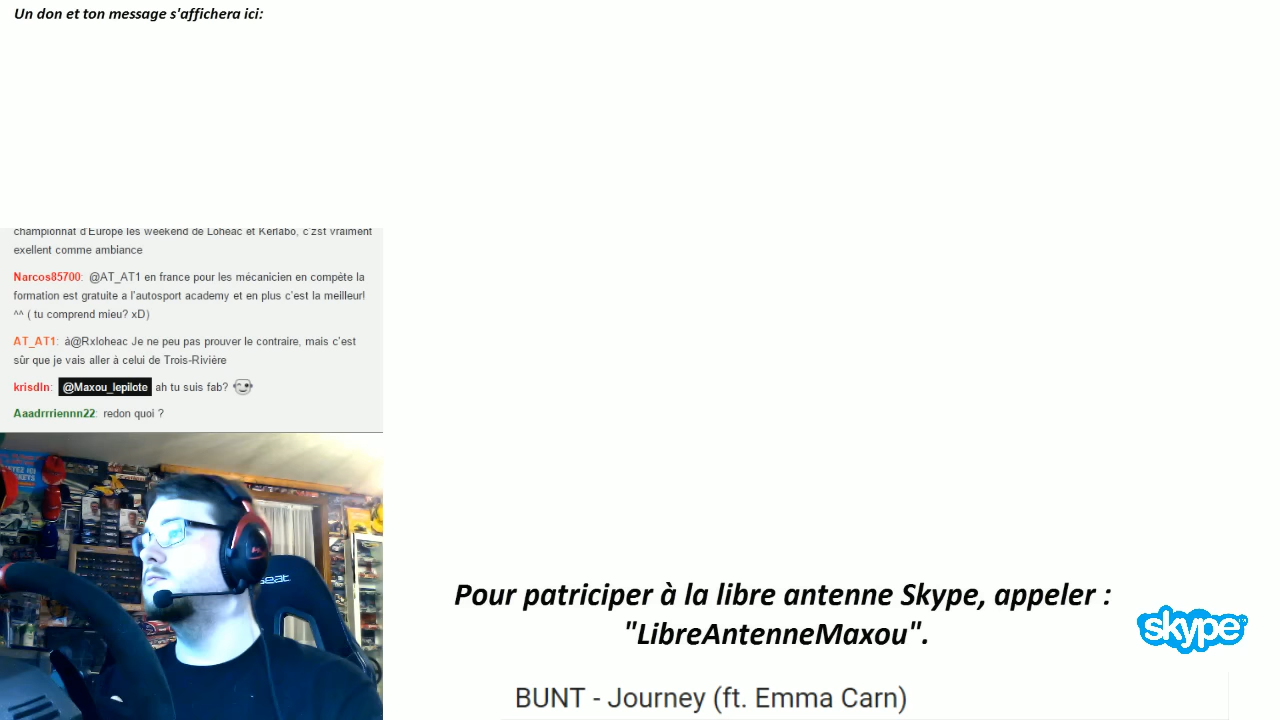 Un don et ton message s'affichera ici:
championnat d'Europe les weekend de Lohéac et Kerlabo, c'zst vraiment
exellent comme ambiance
Narcos85700: @AT_AT1 en france pour les mécanicien en compète la
formation est gratuite a l'autosport academy et en plus c'est la meilleur!
^^ ( tu comprend mieu? xD)
AT_AT1: à@Rxloheac Je ne peu pas prouver le contraire, mais c'est
sûr que je vais aller à celui de Trois-Rivière
krisdln: @Maxou_lepilote ah tu suis fab?
Aaadrrriennn22: redon quoi ?
seat
Pour patriciper à la libre antenne Skype, appeler :
"LibreAntenneMaxou".
skype
BUNT - Journey (ft. Emma Carn)